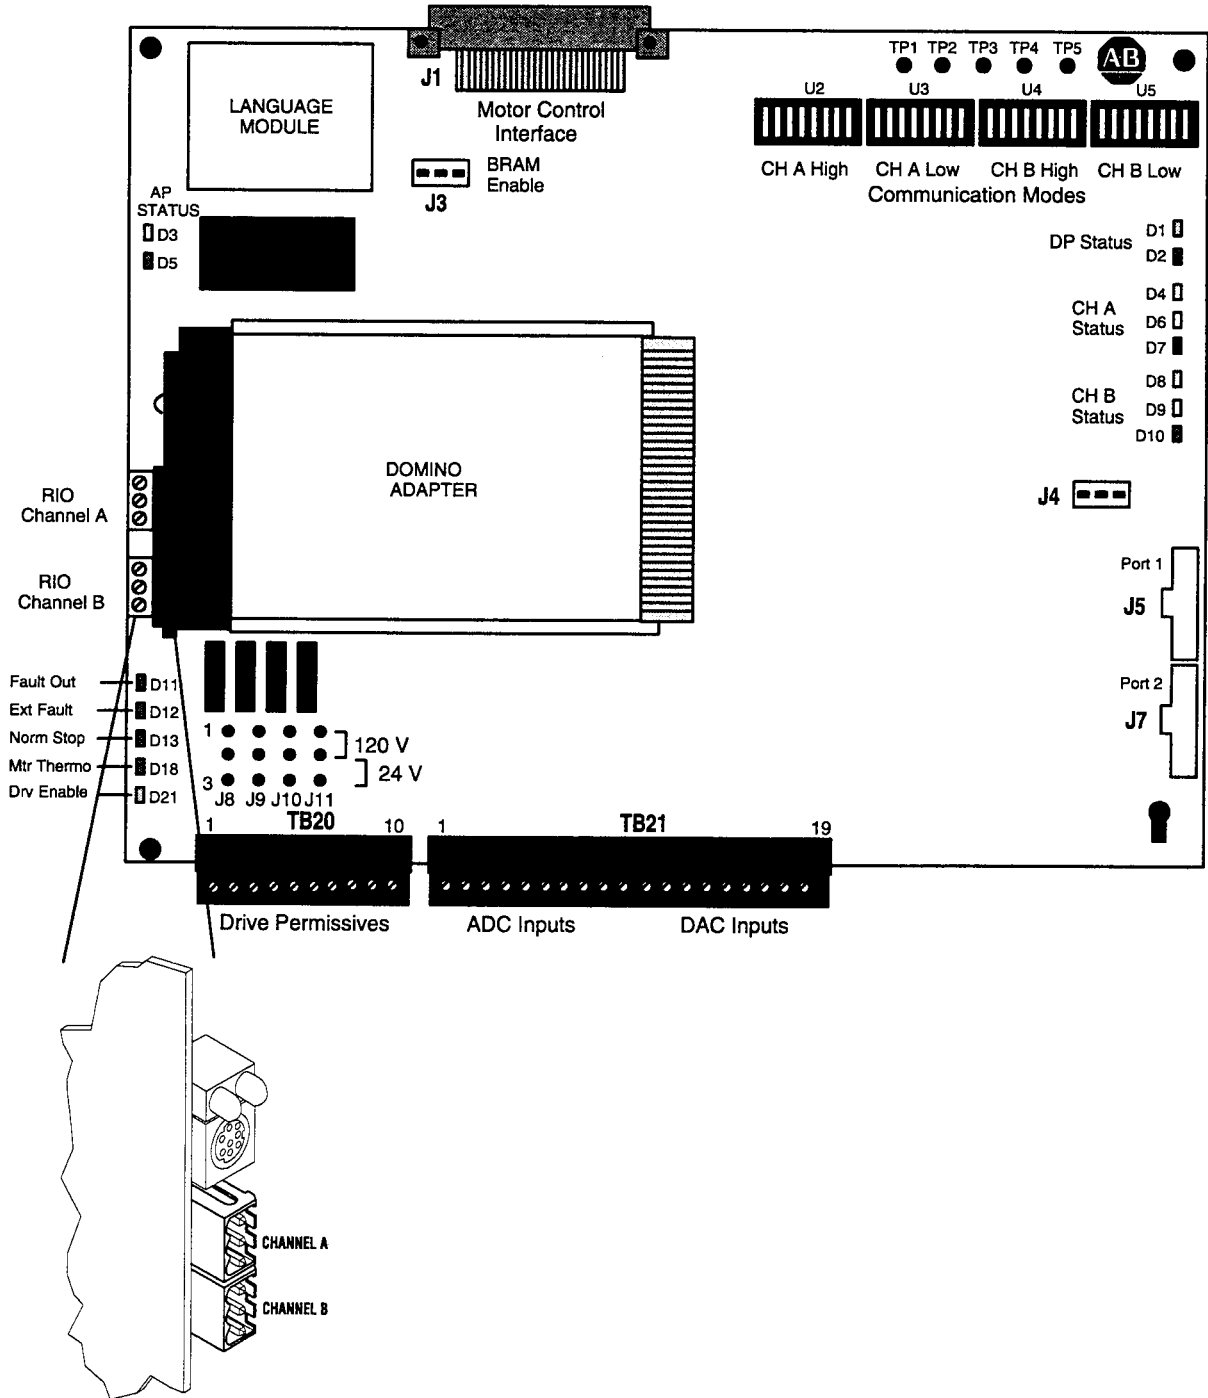 J1
Motor Control
Interface
LANGUAGE
MODULE
BRAM
Enable
J3
TP1 TP2 TP3 TP4 TP5
AB
U2 U3 U4 U5
CH A High CH A Low CH B High CH B Low
Communication Modes
AP
STATUS
D3
D5
DP Status
D1
D2
CH A
Status
D4
D6
D7
CH B
Status
D8
D9
D10
DOMINO
ADAPTER
RIO
Channel A
RIO
Channel B
J4
Port 1
J5
Port 2
J7
Fault Out D11
Ext Fault D12
Norm Stop D13
Mtr Thermo D18
Drv Enable D21
1
120 V
24 V
3
J8 J9 J10 J11
1 TB20 10
1 TB21 19
Drive Permissives
ADC Inputs
DAC Inputs
CHANNEL A
CHANNEL B